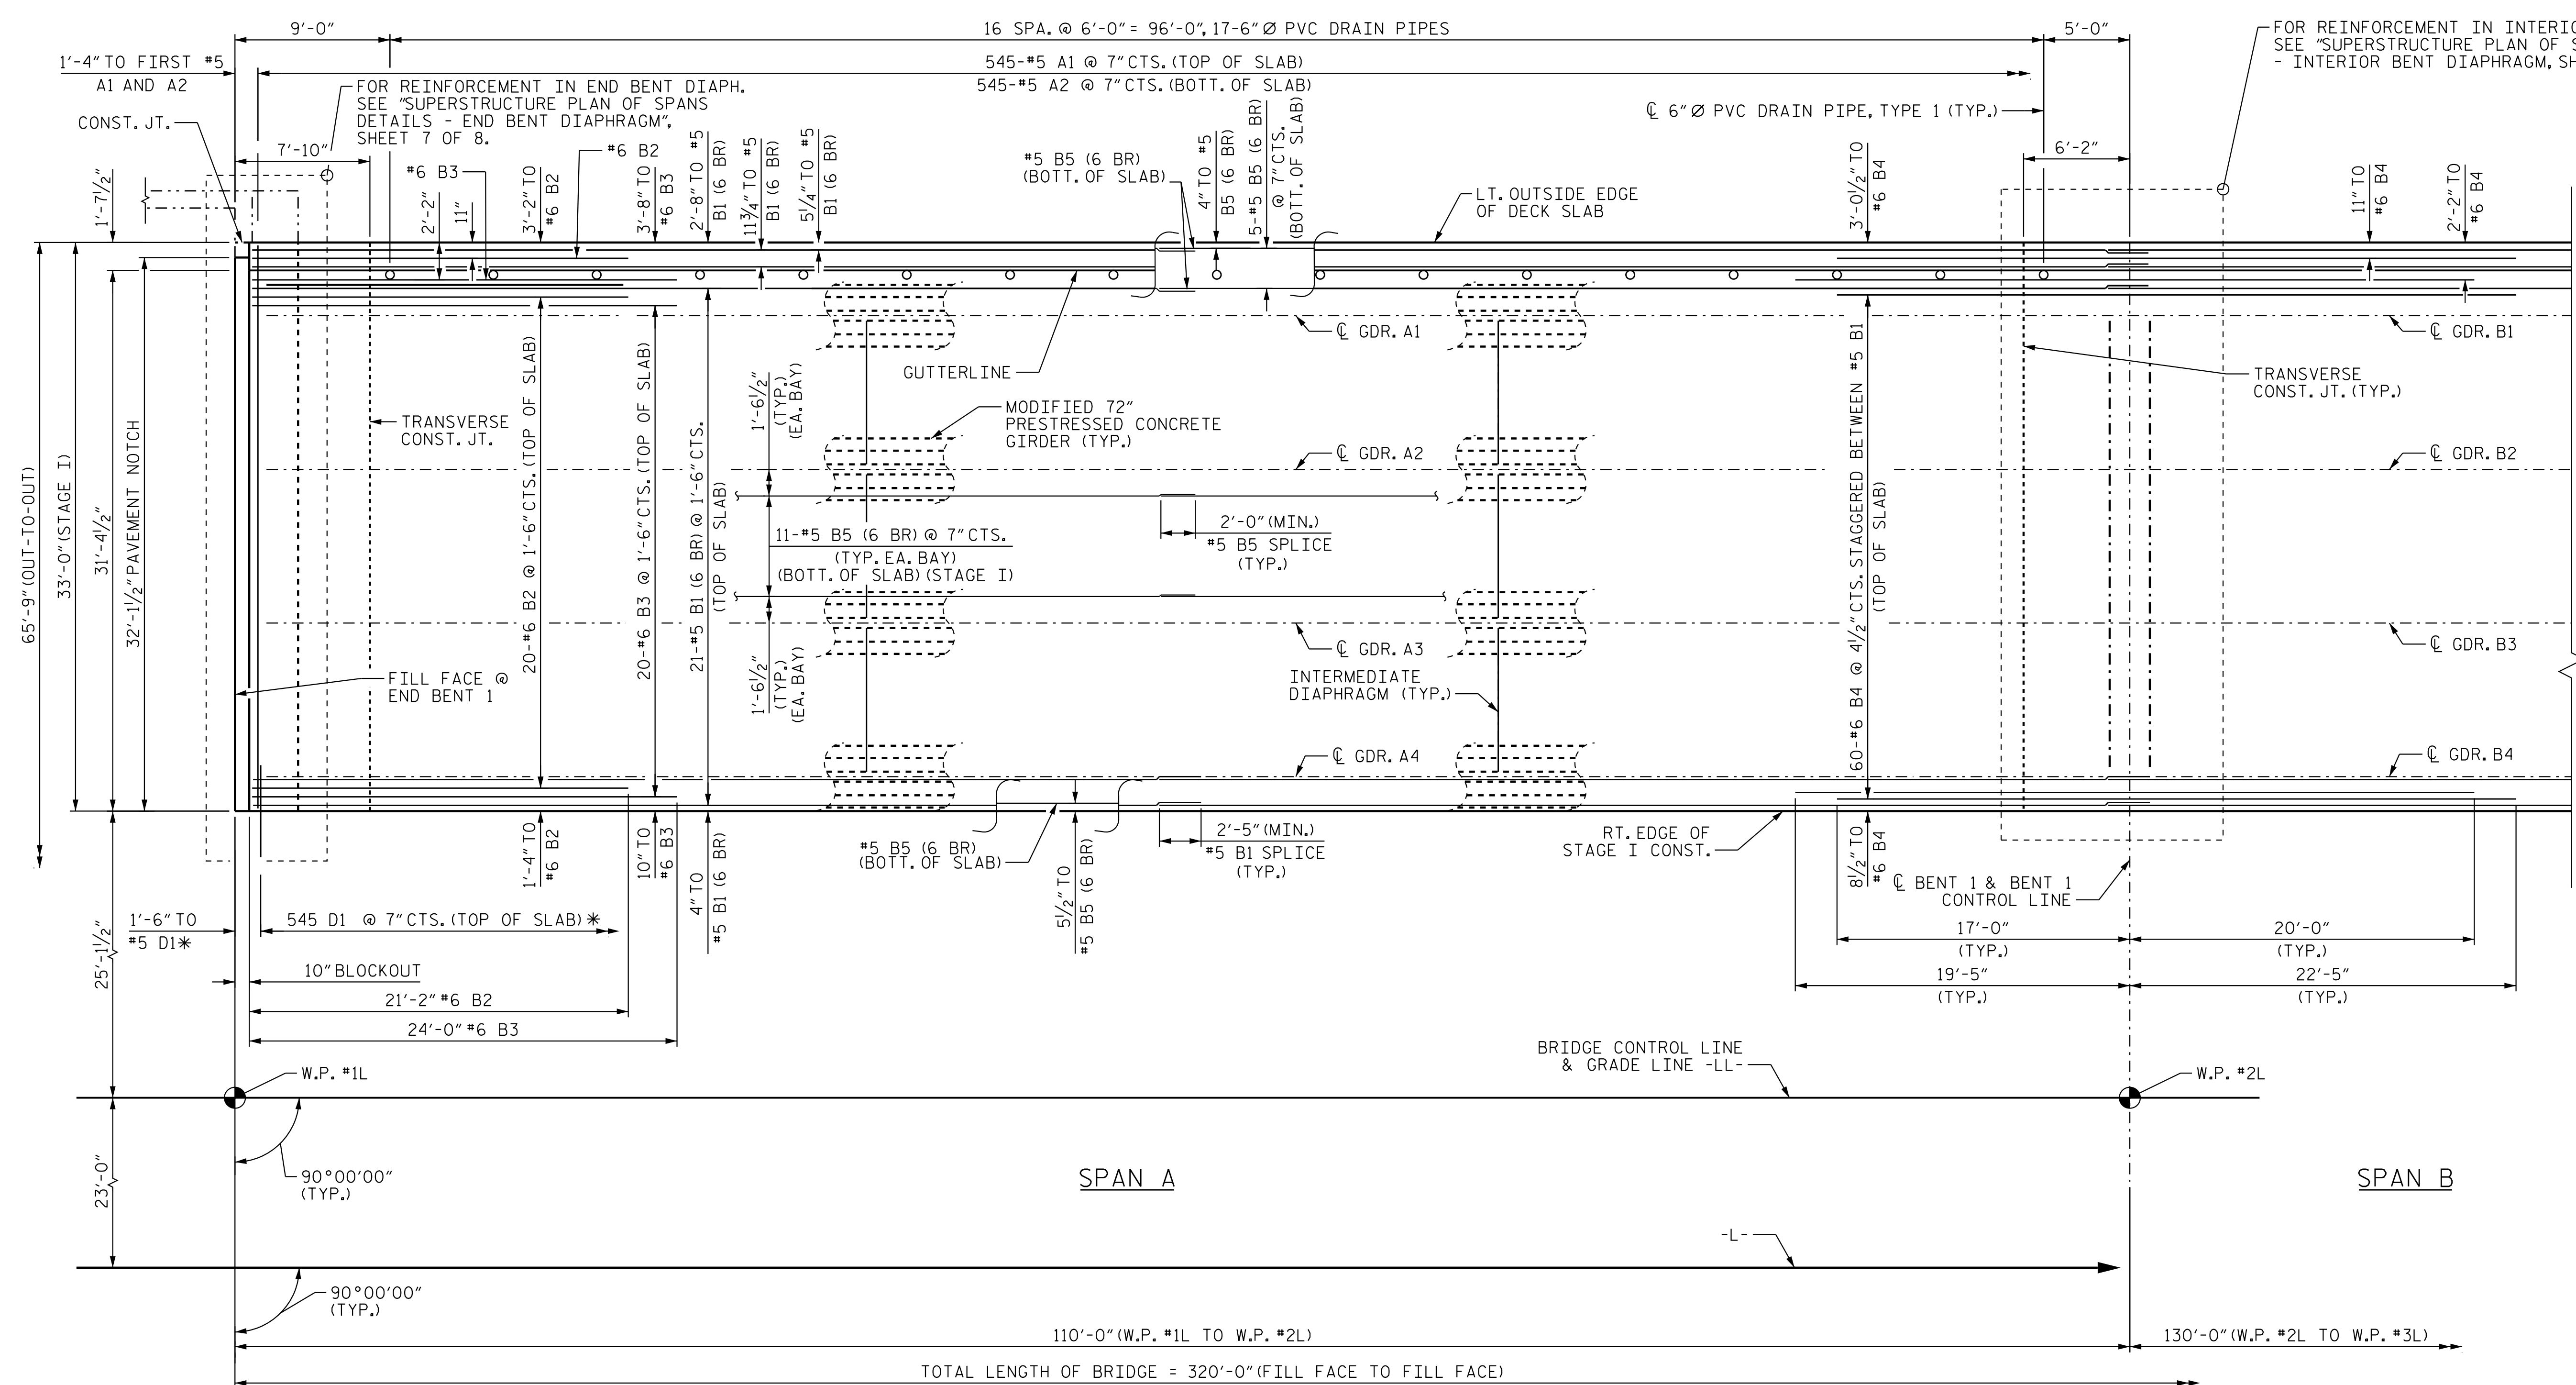 9'-0"
16 SPA. @ 6'-0" = 96'-0", 17-6" Ø PVC DRAIN PIPES
5'-0"
1'-4" TO FIRST #5
A1 AND A2
545-#5 A1 @ 7" CTS. (TOP OF SLAB)
545-#5 A2 @ 7" CTS. (BOTT. OF SLAB)
FOR REINFORCEMENT IN
SEE "SUPERSTRUCTURE PLAN OF
- INTERIOR BENT DIAPHRAGM,
FOR REINFORCEMENT IN END BENT DIAPH.
SEE "SUPERSTRUCTURE PLAN OF SPANS
DETAILS - END BENT DIAPHRAGM",
SHEET 7 OF 8.
℄ 6" Ø PVC DRAIN PIPE, TYPE 1 (TYP.)
CONST. JT.
7'-10"
#6 B3
#6 B2
6'-2"
1'-7½"
2'-2"
11"
3'-2" TO
#6 B2
3'-8" TO
#6 B3
2'-8" TO #5
B1 (6 BR)
11¾" TO #5
B1 (6 BR)
5¼" TO #5
B1 (6 BR)
#5 B5 (6 BR)
(BOTT. OF SLAB)
4" TO #5
B5 (6 BR)
5-#5 B5 (6 BR)
@ 7" CTS.
(BOTT. OF SLAB)
LT. OUTSIDE EDGE
OF DECK SLAB
3'-0½" TO
#6 B4
11" TO
#6 B4
2'-2" TO
#6 B4
65'-9" (OUT-TO-OUT)
33'-0" (STAGE I)
31'-4½"
32'-1½" PAVEMENT NOTCH
℄ GDR. A1
℄ GDR. B1
GUTTERLINE
TRANSVERSE
CONST. JT. (TYP.)
TRANSVERSE
CONST. JT.
20-#6 B2 @ 1'-6" CTS. (TOP OF SLAB)
20-#6 B3 @ 1'-6" CTS. (TOP OF SLAB)
21-#5 B1 (6 BR) @ 1'-6" CTS.
(TOP OF SLAB)
1'-6½"
(TYP.)
(EA. BAY)
MODIFIED 72"
PRESTRESSED CONCRETE
GIRDER (TYP.)
℄ GDR. A2
℄ GDR. B2
60-#6 B4 @ 4½" CTS. STAGGERED BETWEEN #5 B1
(TOP OF SLAB)
2'-0" (MIN.)
#5 B5 SPLICE
(TYP.)
11-#5 B5 (6 BR) @ 7" CTS.
(TYP. EA. BAY)
(BOTT. OF SLAB) (STAGE I)
℄ GDR. A3
℄ GDR. B3
1'-6½"
(TYP.)
(EA. BAY)
FILL FACE @
END BENT 1
INTERMEDIATE
DIAPHRAGM (TYP.)
℄ GDR. A4
℄ GDR. B4
1'-4" TO
#6 B2
10" TO
#6 B3
4" TO
#5 B1 (6 BR)
#5 B5 (6 BR)
(BOTT. OF SLAB)
5½" TO
#5 B5 (6 BR)
2'-5" (MIN.)
#5 B1 SPLICE
(TYP.)
RT. EDGE OF
STAGE I CONST.
8½" TO
#6 B4
℄ BENT 1 & BENT 1
CONTROL LINE
1'-6" TO
#5 D1*
545 D1 @ 7" CTS. (TOP OF SLAB)*
17'-0"
(TYP.)
20'-0"
(TYP.)
25'-1½"
10" BLOCKOUT
21'-2" #6 B2
24'-0" #6 B3
19'-5"
(TYP.)
22'-5"
(TYP.)
BRIDGE CONTROL LINE
& GRADE LINE -LL-
W.P. #1L
W.P. #2L
23'-0"
90°00'00"
(TYP.)
SPAN A
SPAN B
-L-
90°00'00"
(TYP.)
110'-0" (W.P. #1L TO W.P. #2L)
130'-0" (W.P. #2L TO W.P. #3L)
TOTAL LENGTH OF BRIDGE = 320'-0" (FILL FACE TO FILL FACE)